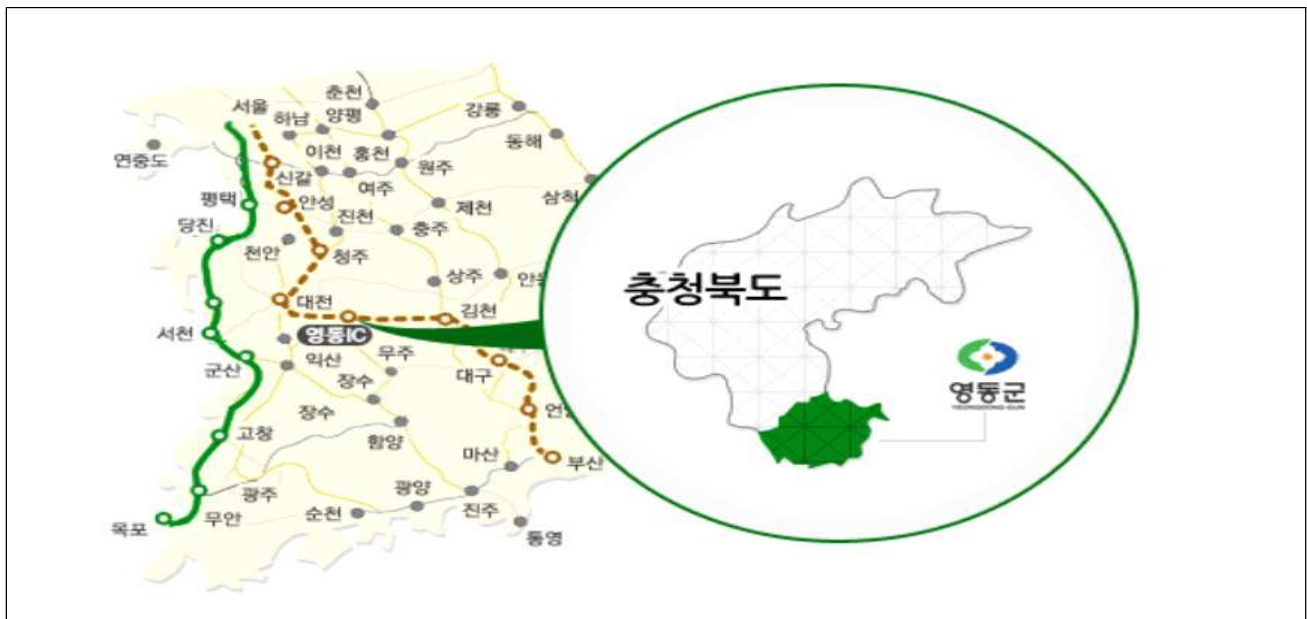 춘천
서울
하남
양평
강릉
동해
연중도
이천
홍천
원주
신갈
여주
삼척
평택
안성
제천
당진
진천
충주
천안
청주
상주
대전
김천
서천
영동IC
익산
무주
군산
장수
대구
장수
고창
함양
마산
부산
광주
광양
목포
무안
순천
진주
통영
충청북도
영동군
YEONGDONG-GUN